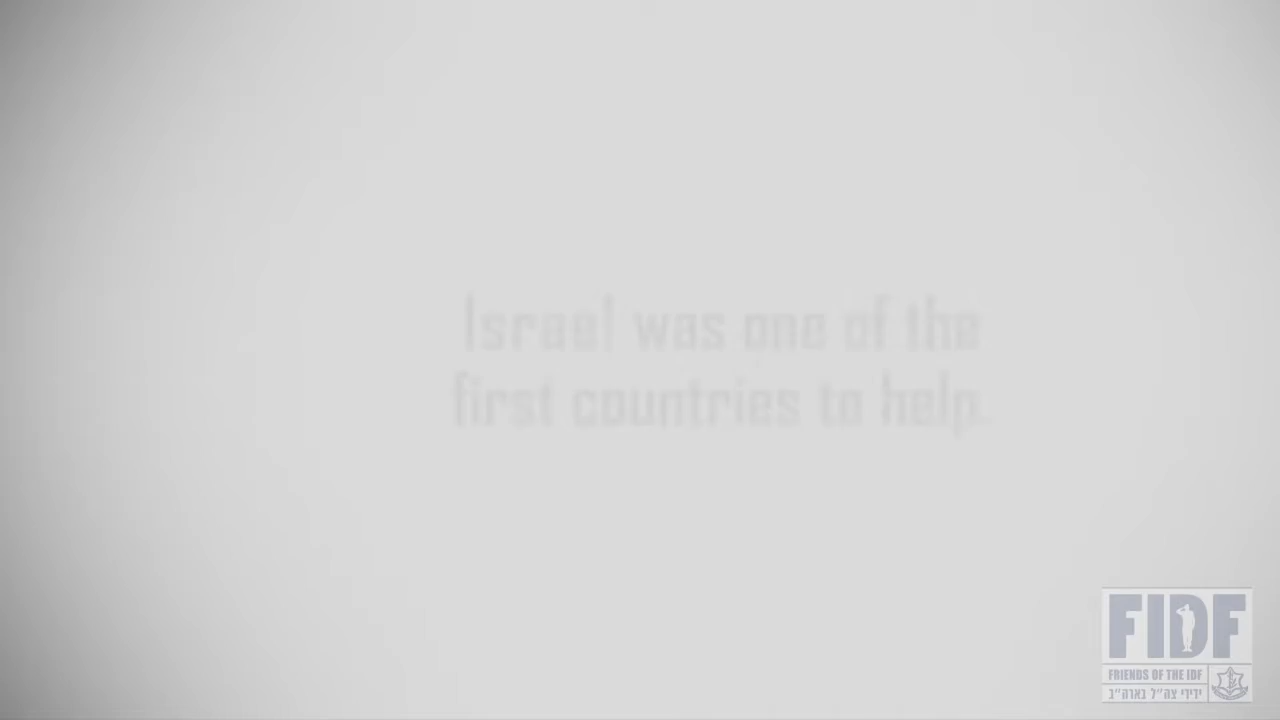 Israel was one of the
first countries to help.
FIDF
FRIENDS OF THE IDF
ידידי צה"ל בארה"ב